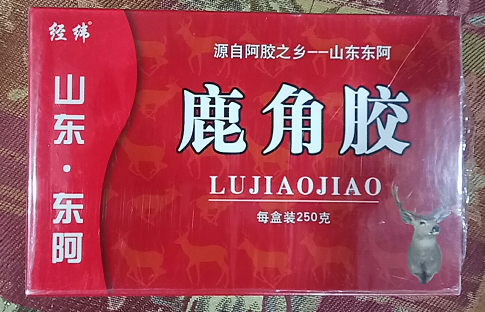 经纬
山东·东阿
源自阿胶之乡--山东东阿
鹿角胶
LUJIAOJIAO
每盒装250克